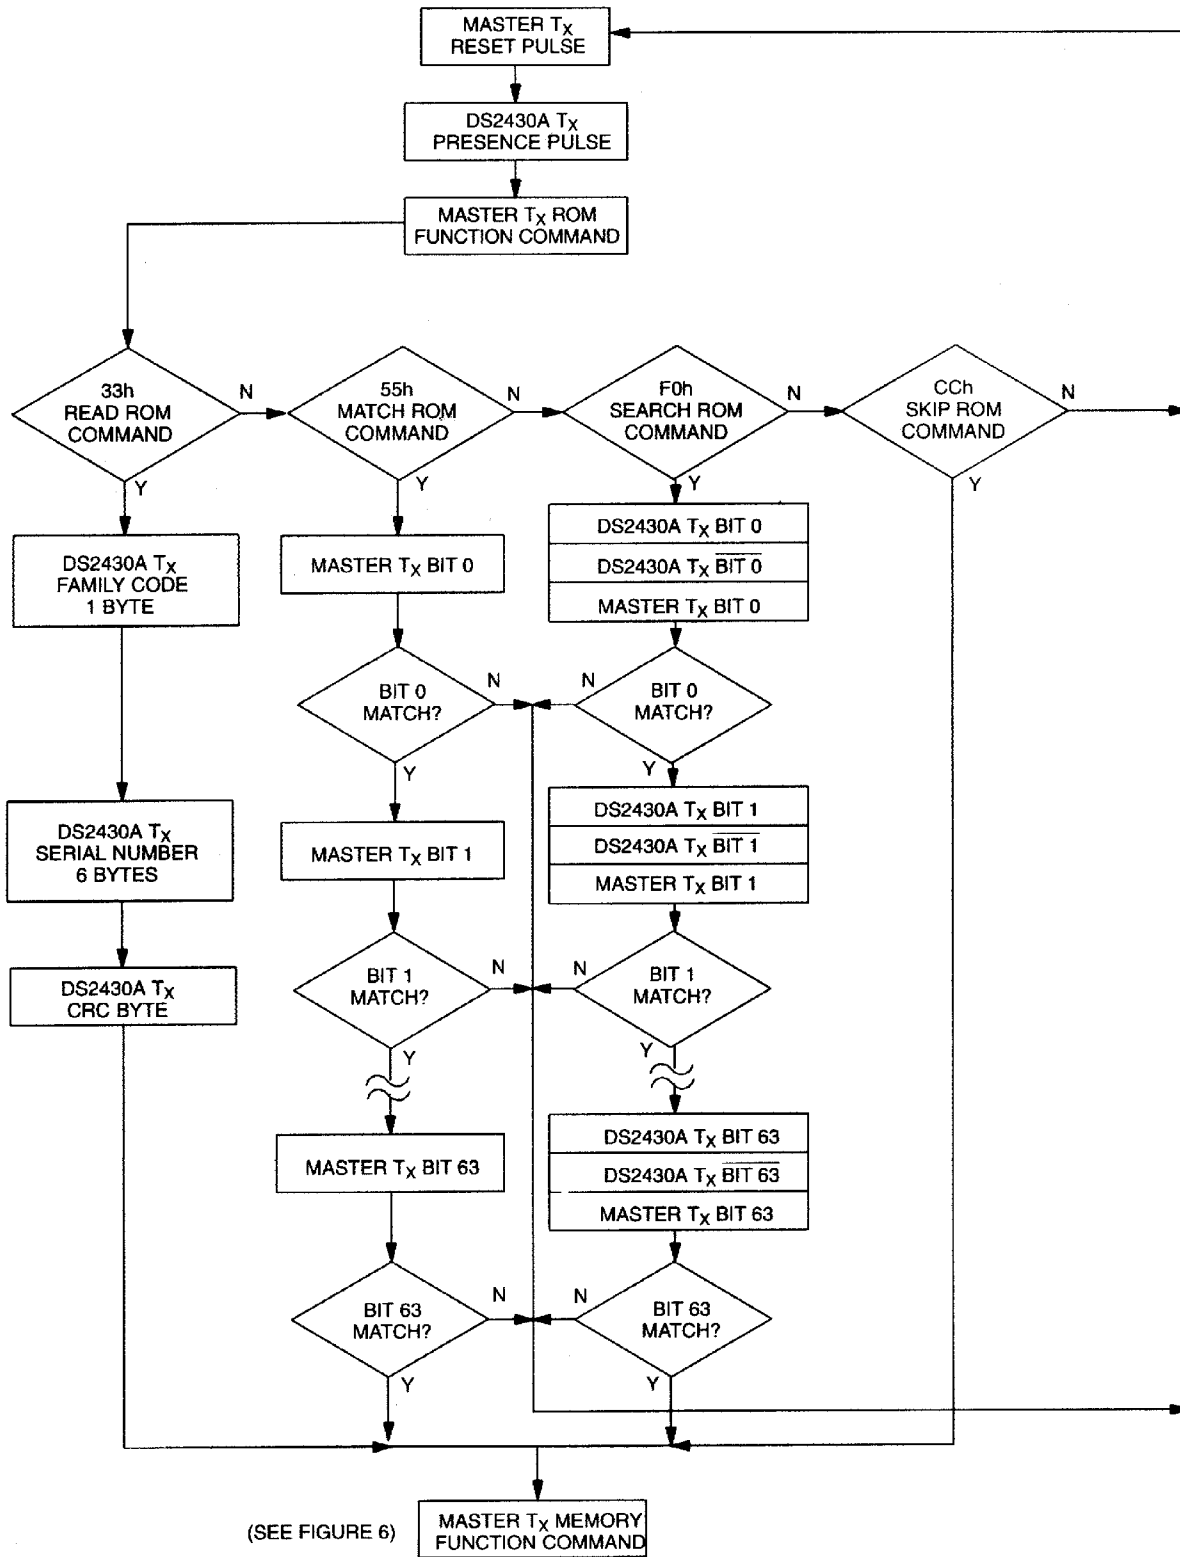 MASTER TX
RESET PULSE
DS2430A TX
PRESENCE PULSE
MASTER TX ROM
FUNCTION COMMAND
33h
READ ROM
COMMAND
N
Y
55h
MATCH ROM
COMMAND
N
Y
F0h
SEARCH ROM
COMMAND
N
Y
CCh
SKIP ROM
COMMAND
N
Y
DS2430A TX
FAMILY CODE
1 BYTE
DS2430A TX
SERIAL NUMBER
6 BYTES
DS2430A TX
CRC BYTE
MASTER TX BIT 0
BIT 0
MATCH?
N
Y
MASTER TX BIT 1
BIT 1
MATCH?
N
Y
MASTER TX BIT 63
BIT 63
MATCH?
N
Y
DS2430A TX BIT 0
DS2430A TX BIT 0
MASTER TX BIT 0
N
BIT 0
MATCH?
Y
DS2430A TX BIT 1
DS2430A TX BIT 1
MASTER TX BIT 1
N
BIT 1
MATCH?
Y
DS2430A TX BIT 63
DS2430A TX BIT 63
MASTER TX BIT 63
N
BIT 63
MATCH?
Y
(SEE FIGURE 6)
MASTER TX MEMORY
FUNCTION COMMAND